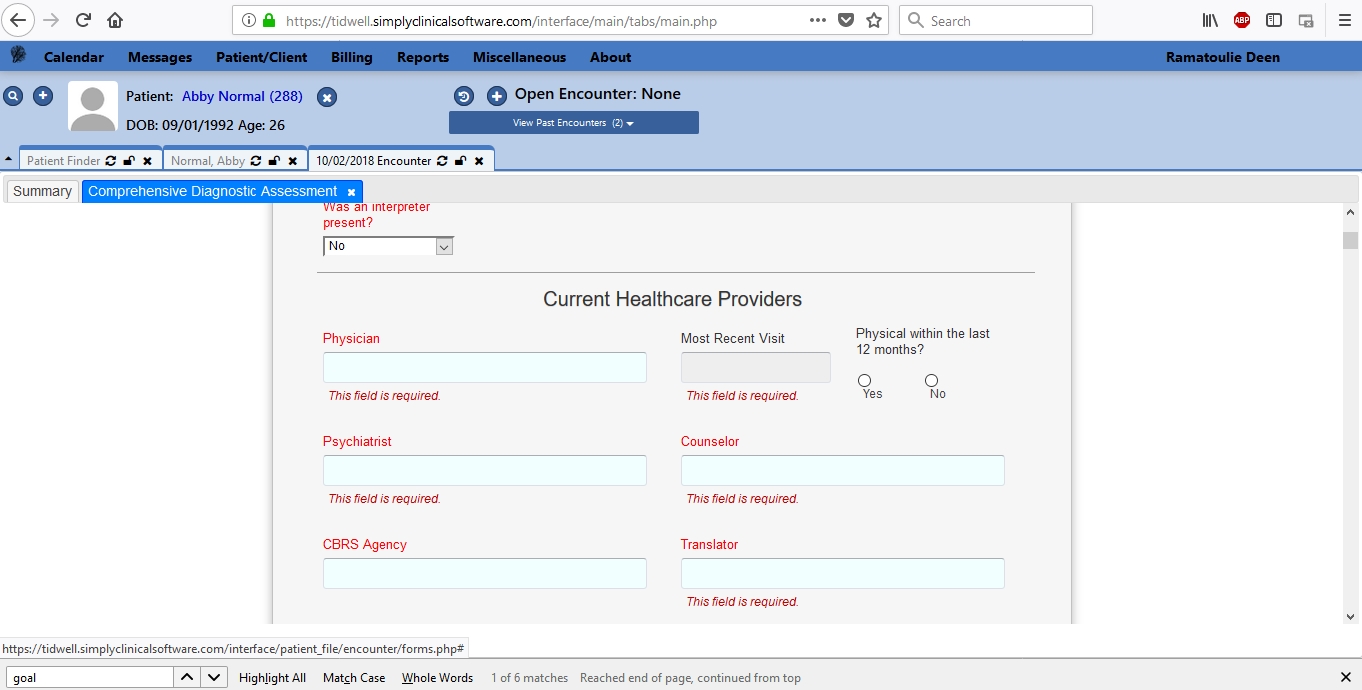 https://tidwell.simplyclinicalsoftware.com/interface/main/tabs/main.php
Search
ABP
Calendar Messages Patient/Client Billing Reports Miscellaneous About Ramatoulie Deen
Patient: Abby Normal (288)
Open Encounter: None
DOB: 09/01/1992 Age: 26
View Past Encounters (2)
Patient Finder
Normal, Abby
10/02/2018 Encounter
Summary
Comprehensive Diagnostic Assessment
Was an interpreter
present?
No
Current Healthcare Providers
Physician
Most Recent Visit
Physical within the last
12 months?
Yes
No
This field is required.
This field is required.
Psychiatrist
Counselor
This field is required.
This field is required.
CBRS Agency
Translator
This field is required.
https://tidwell.simplyclinicalsoftware.com/interface/patient_file/encounter/forms.php#
goal
Highlight All Match Case Whole Words 1 of 6 matches Reached end of page, continued from top